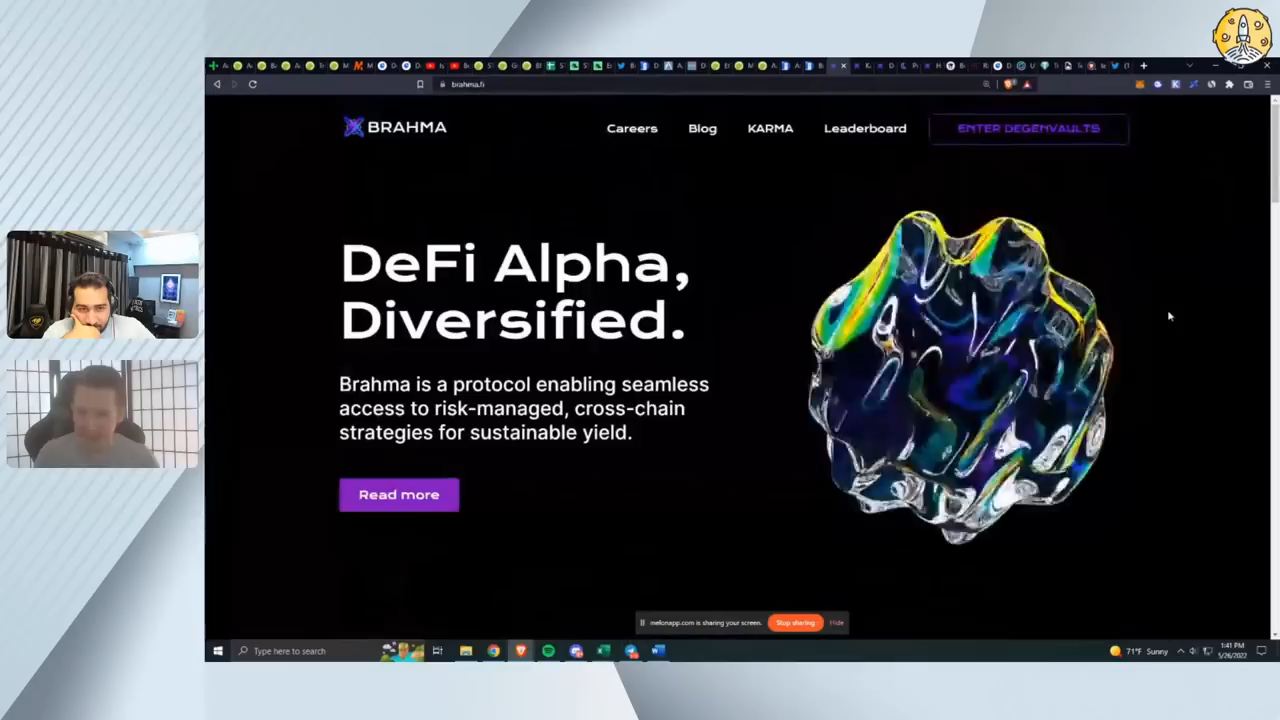 brahma.fi
BRAHMA
Careers
Blog
KARMA
Leaderboard
ENTER DEGENVAULTS
DeFi Alpha,
Diversified.
Brahma is a protocol enabling seamless
access to risk-managed, cross-chain
strategies for sustainable yield.
Read more
melonapp.com is sharing your screen.
Stop sharing
Hide
Type here to search
71°F Sunny
1:41 PM
5/26/2022